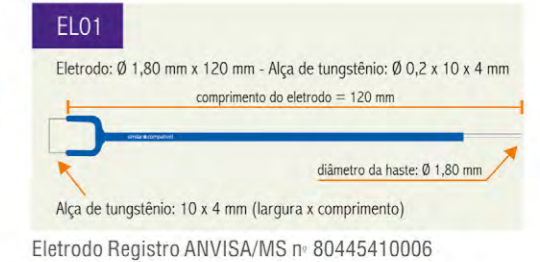 EL01
Eletrodo: Ø 1,80 mm x 120 mm - Alça de tungstênio: Ø 0,2 x 10 x 4 mm
comprimento do eletrodo = 120 mm
diâmetro da haste: Ø 1,80 mm
Alça de tungstênio: 10 x 4 mm (largura x comprimento)
Eletrodo Registro ANVISA/MS nº 80445410006